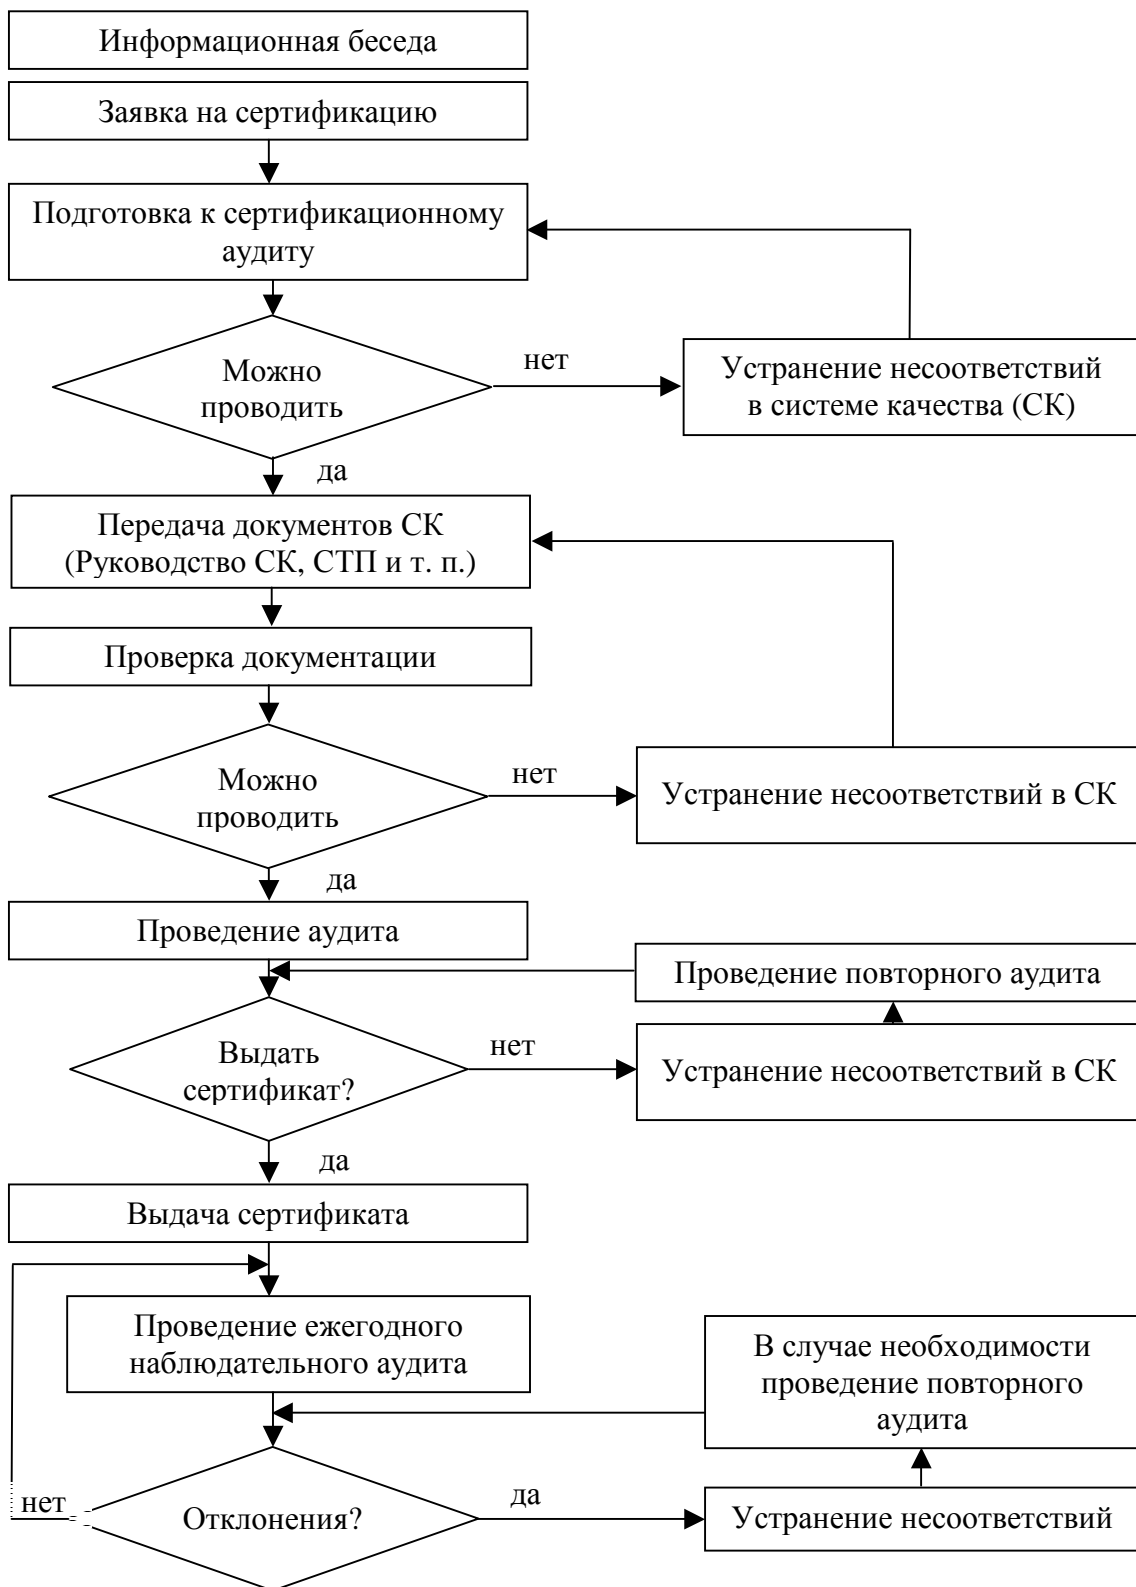 Информационная беседа
Заявка на сертификацию
Подготовка к сертификационному
аудиту
Можно
проводить
нет
Устранение несоответствий
в системе качества (СК)
да
Передача документов СК
(Руководство СК, СТП и т. п.)
Проверка документации
Можно
проводить
нет
Устранение несоответствий в СК
да
Проведение аудита
Проведение повторного аудита
Выдать
сертификат?
нет
Устранение несоответствий в СК
да
Выдача сертификата
Проведение ежегодного
наблюдательного аудита
В случае необходимости
проведение повторного
аудита
нет
Отклонения?
да
Устранение несоответствий